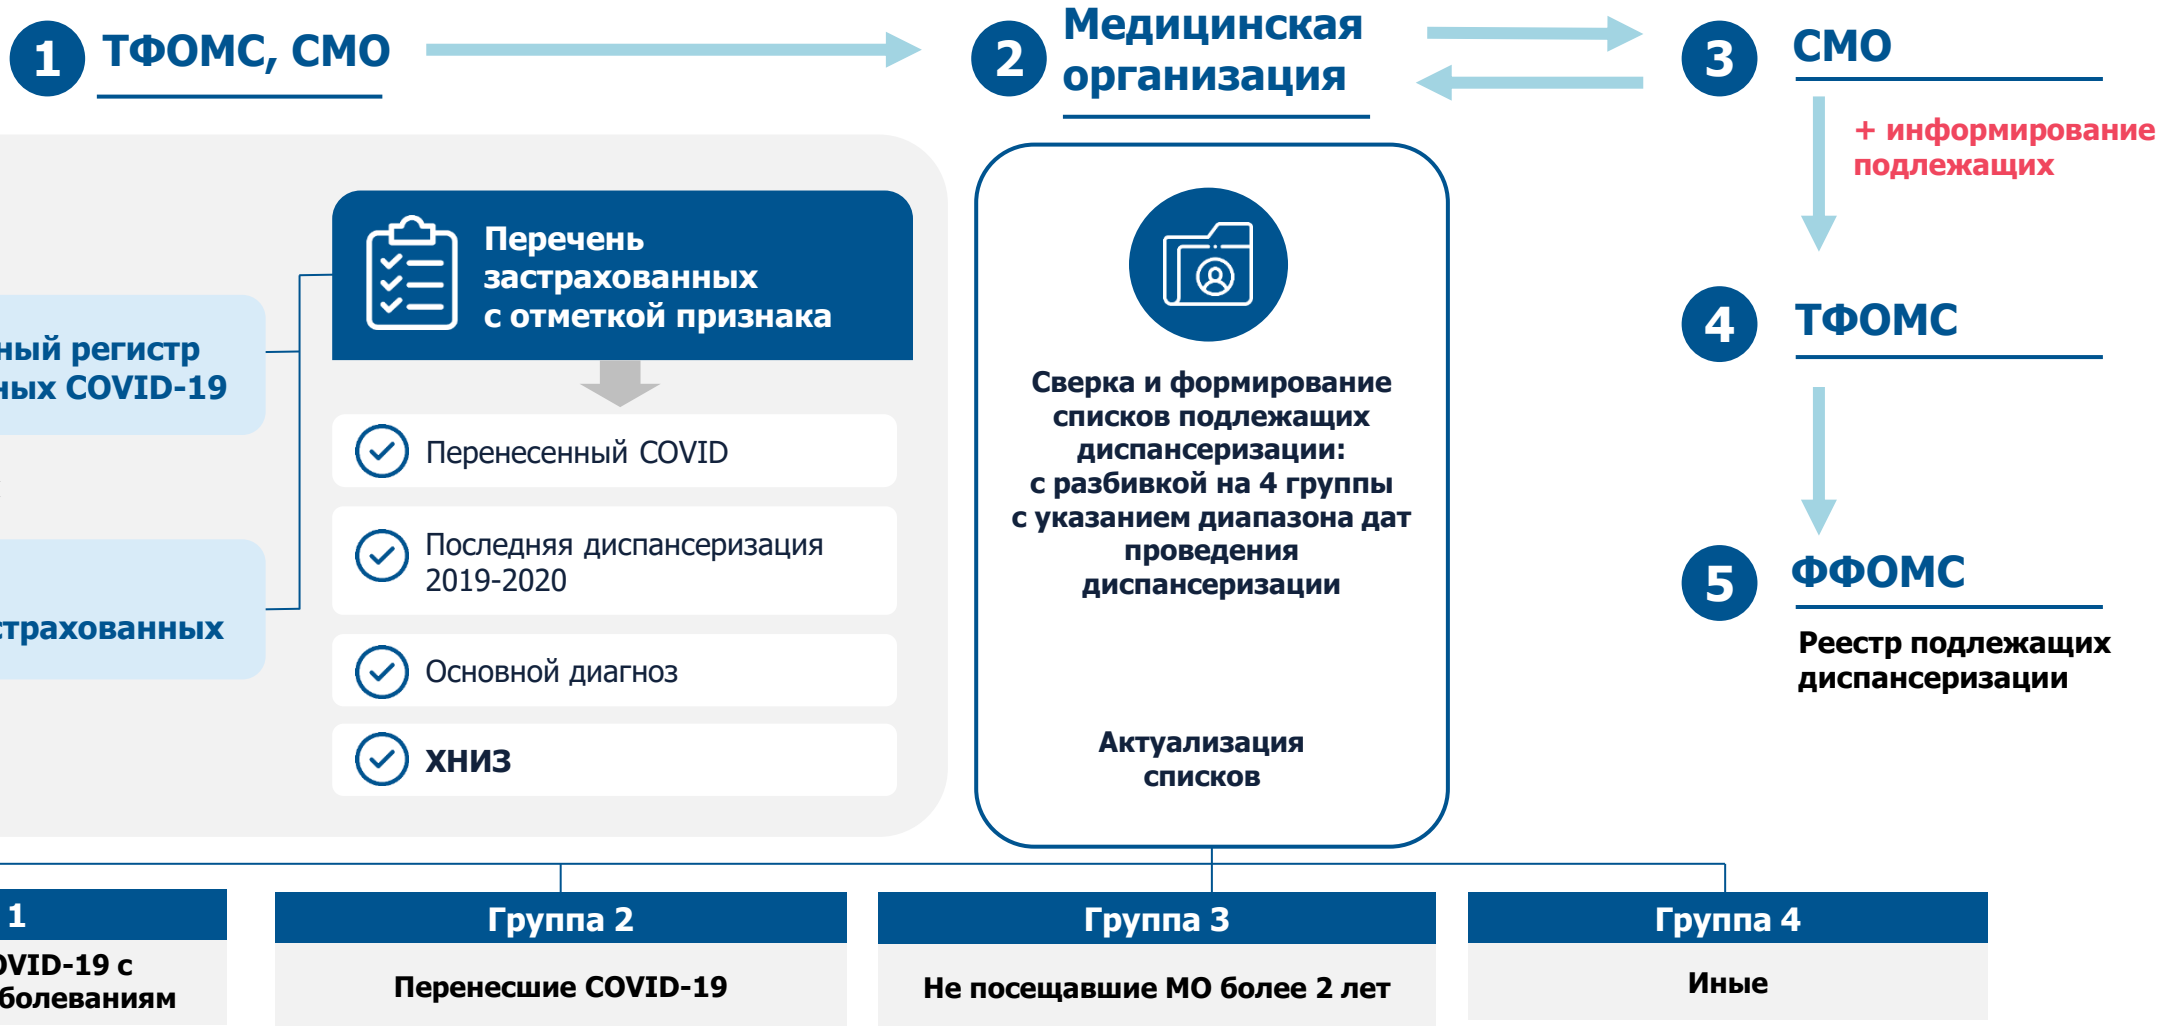 1 ТФОМС, СМО
2 Медицинская
организация
3 СМО
+ информирование
подлежащих
Перечень
застрахованных
с отметкой признака
регистр
COVID-19
Перенесенный COVID
Последняя диспансеризация
2019-2020
Основной диагноз
ХНИЗ
Сверка и формирование
списков подлежащих
диспансеризации:
с разбивкой на 4 группы
с указанием диапазона дат
проведения
диспансеризации
Актуализация
списков
4 ТФОМС
5 ФФОМС
Реестр подлежащих
диспансеризации
1
с
Группа 2
Перенесшие COVID-19
Группа 3
Не посещавшие МО более 2 лет
Группа 4
Иные